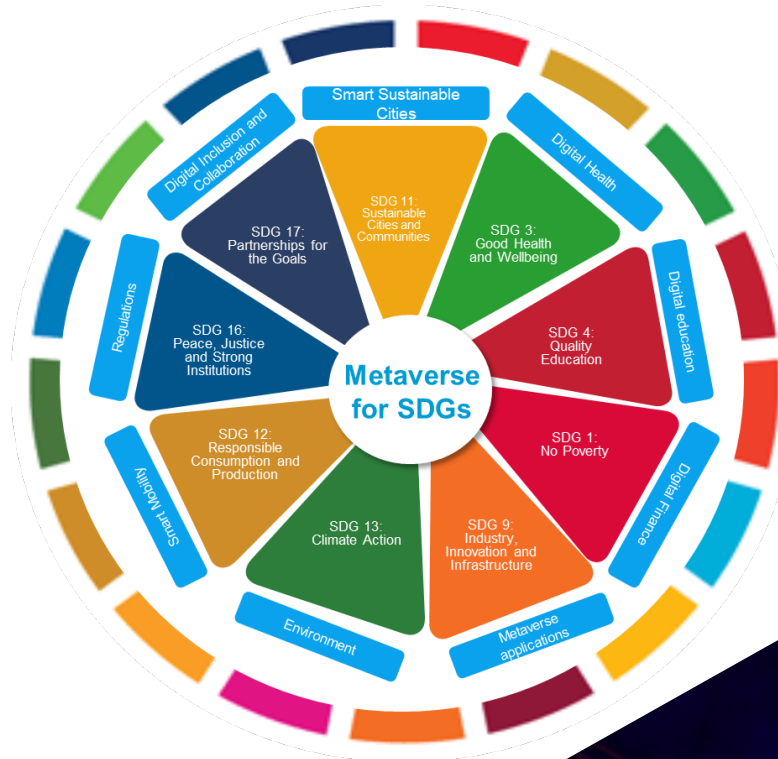 Smart Sustainable
Cities
Digital Health
Digital education
Digital Finance
Metaverse
applications
Environment
Smart Mobility
Regulations
Digital Inclusion and
Collaboration
SDG 11:
Sustainable
Cities and
Communities
SDG 3:
Good Health
and Wellbeing
SDG 4:
Quality
Education
SDG 1:
No Poverty
SDG 9:
Industry,
Innovation and
Infrastructure
SDG 13:
Climate Action
SDG 12:
Responsible
Consumption and
Production
SDG 16:
Peace, Justice
and Strong
Institutions
SDG 17:
Partnerships for
the Goals
Metaverse
for SDGs